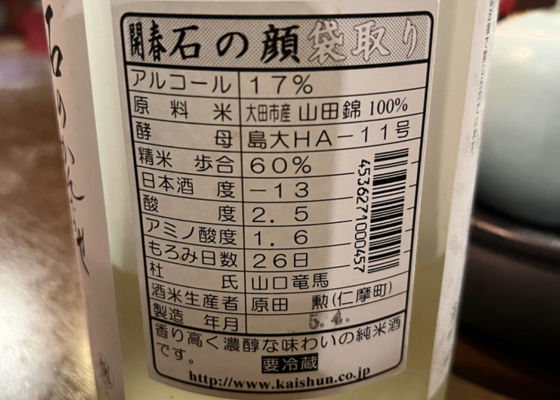 開春 石の顔 袋取り
アルコール 17%
原料米 大田市産 山田錦 100%
酵母 島大HA-11号
精米歩合 60%
日本酒度 -13
酸度 2.5
アミノ酸度 1.6
もろみ日数 26日
杜氏 山口竜馬
酒米生産者 原田 勲(仁摩町)
製造年月 5.4.
香り高く濃醇な味わいの純米酒
です。 要冷蔵
http://www.kaishun.co.jp
4536271000457